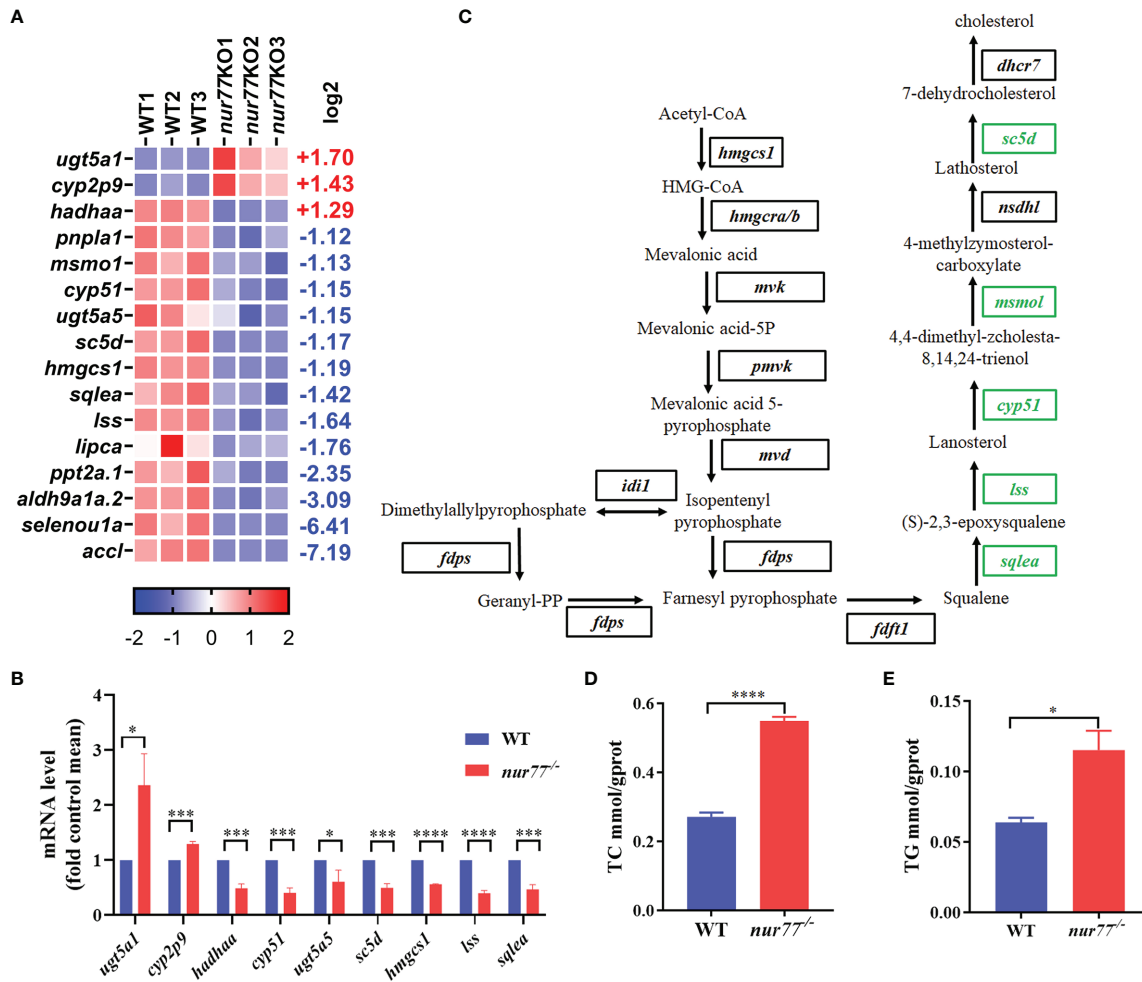 A
WT1
WT2
WT3
nur77KO1
nur77KO2
nur77KO3
log2
ugt5a1 +1.70
cyp2p9 +1.43
hadhaa +1.29
pnpla1 -1.12
msmo1 -1.13
cyp51 -1.15
ugt5a5 -1.15
sc5d -1.17
hmgcs1 -1.19
sqlea -1.42
lss -1.64
lipca -1.76
ppt2a.1 -2.35
aldh9a1a.2 -3.09
selenou1a -6.41
accl -7.19
-2 -1 0 1 2
C
Acetyl-CoA
hmgcs1
HMG-CoA
hmgcra/b
Mevalonic acid
mvk
Mevalonic acid-5P
pmvk
Mevalonic acid 5-
pyrophosphate
mvd
idi1
Dimethylallylpyrophosphate
Isopentenyl
pyrophosphate
fdps
fdps
Geranyl-PP
fdps
Farnesyl pyrophosphate
fdft1
Squalene
sqlea
(S)-2,3-epoxysqualene
lss
Lanosterol
cyp51
4,4-dimethyl-zcholesta-
8,14,24-trienol
msmol
4-methylzymosterol-
carboxylate
nsdhl
Lathosterol
sc5d
7-dehydrocholesterol
dhcr7
cholesterol
B
mRNA level
(fold control mean)
4
3
2
1
0
* *** *** *** * *** **** **** ***
WT
nur77-/-
ugt5a1
cyp2p9
hadhaa
cyp51
ugt5a5
sc5d
hmgcs1
lss
sqlea
D
TC mmol/gprot
0.6
0.4
0.2
0.0
****
WT nur77-/-
E
TG mmol/gprot
0.15
0.10
0.05
0.00
*
WT nur77-/-